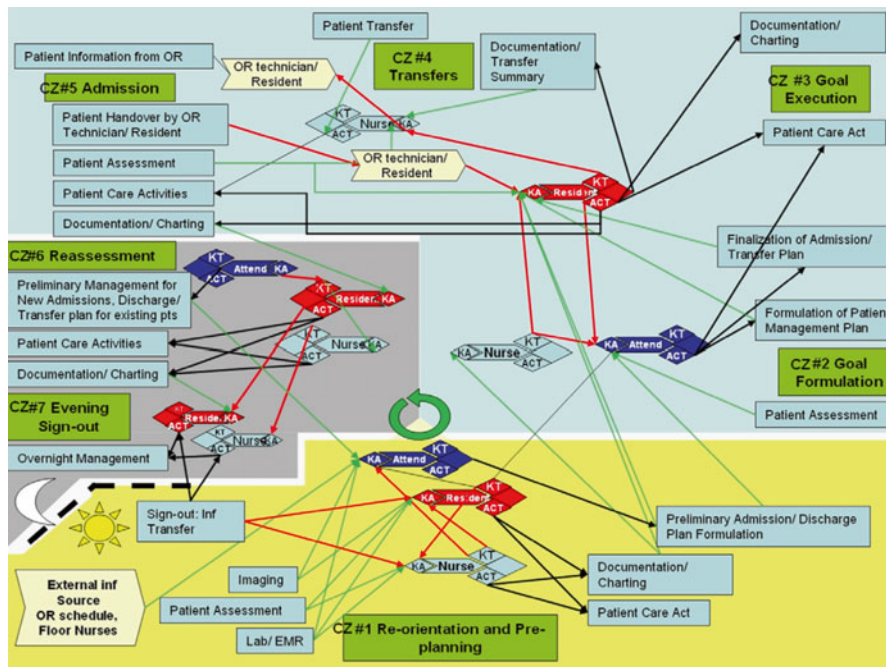 Patient Transfer
Patient Information from OR
OR technician/
Resident
CZ #4
Transfers
Documentation/
Transfer
Summary
Documentation/
Charting
CZ#5 Admission
CZ #3 Goal
Execution
Patient Handover by OR
Technician/ Resident
KT
Nurse
KA
ACT
Patient Care Act
Patient Assessment
OR technician/
Resident
Patient Care Activities
KA
Resident
KT
ACT
Documentation/ Charting
Finalization of Admission/
Transfer Plan
CZ#6 Reassessment
KT
ACT
Attend
KA
Preliminary Management for
New Admissions, Discharge/
Transfer plan for existing pts
KT
ACT
Resident
KA
Formulation of Patient
Management Plan
Patient Care Activities
KT
ACT
Nurse
KA
KA
Nurse
KT
ACT
KA
Attend
KT
ACT
Documentation/ Charting
CZ #2 Goal
Formulation
CZ#7 Evening
Sign-out
KT
ACT
Resident
KA
Patient Assessment
KT
ACT
Nurse
KA
Overnight Management
KA
Attend
KT
ACT
Sign-out: Inf
Transfer
KA
Resident
KT
ACT
Preliminary Admission/ Discharge
Plan Formulation
KA
Nurse
KT
ACT
External inf
Source
OR schedule,
Floor Nurses
Imaging
Documentation/
Charting
Patient Assessment
Patient Care Act
Lab/ EMR
CZ #1 Re-orientation and Pre-
planning